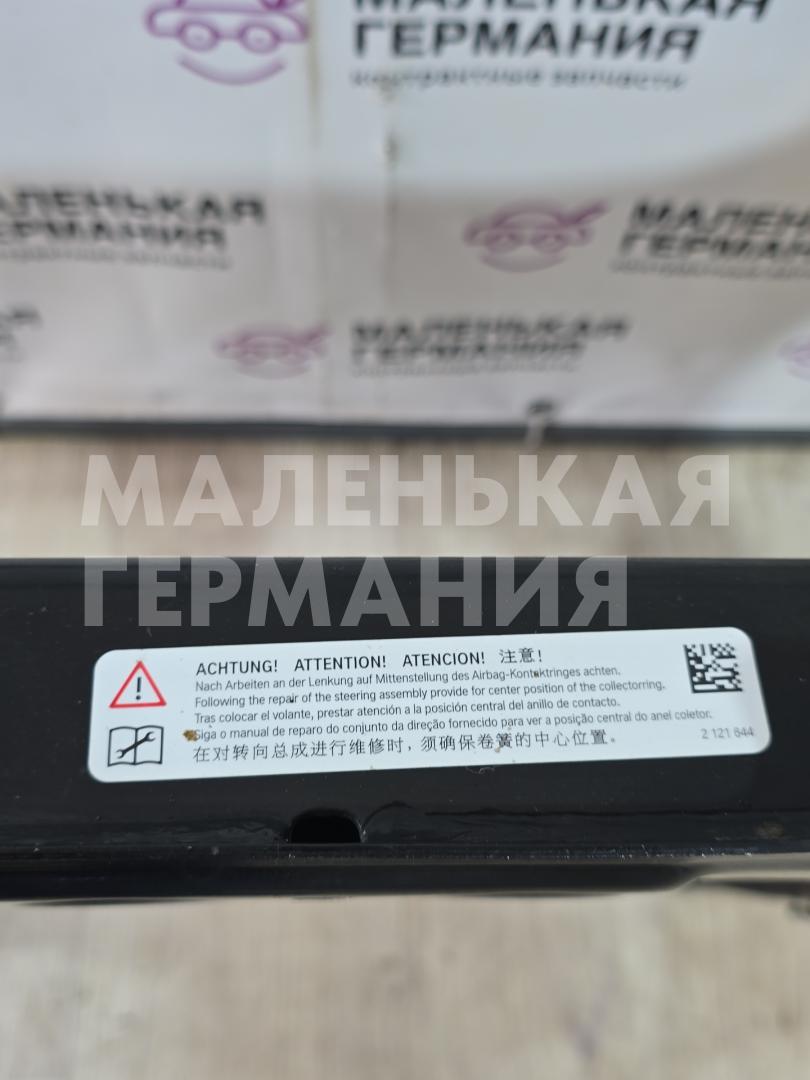 МАЛЕНЬКАЯ
ГЕРМАНИЯ
контрактные запчасти
МАЛЕНЬКАЯ
ГЕРМАНИЯ
МАЛЕНЬКАЯ
ГЕРМАНИЯ
контрактные запчасти
МАЛЕНЬКАЯ
ГЕРМАНИЯ
МАЛЕНЬКАЯ
ГЕРМАНИЯ
ACHTUNG! ATTENTION! ATENCION! 注意!
Nach Arbeiten an der Lenkung auf Mittenstellung des Airbag-Kontaktringes achten.
Following the repair of the steering assembly provide for center position of the collectorring.
Tras colocar el volante, prestar atención a la posición central del anillo de contacto.
Siga o manual de reparo do conjunto da direção fornecido para ver a posição central do anel coletor.
在对转向总成进行维修时，须确保卷簧的中心位置。
2 121 844